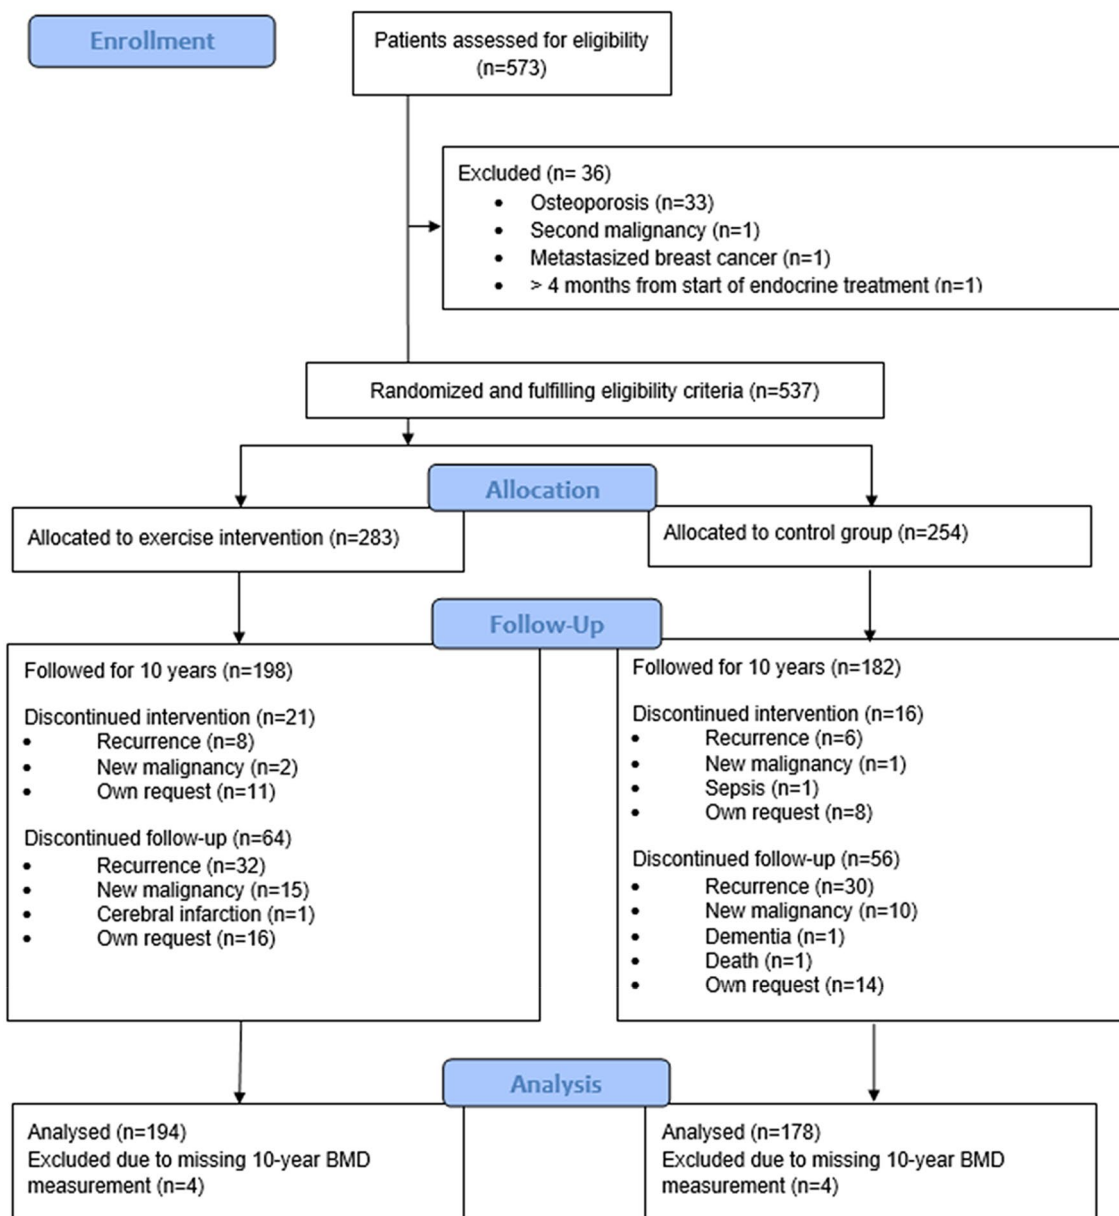 Enrollment
Patients assessed for eligibility
(n=573)
Excluded (n= 36)
• Osteoporosis (n=33)
• Second malignancy (n=1)
• Metastasized breast cancer (n=1)
• > 4 months from start of endocrine treatment (n=1)
Randomized and fulfilling eligibility criteria (n=537)
Allocation
Allocated to exercise intervention (n=283)
Allocated to control group (n=254)
Follow-Up
Followed for 10 years (n=198)
Discontinued intervention (n=21)
• Recurrence (n=8)
• New malignancy (n=2)
• Own request (n=11)
Discontinued follow-up (n=64)
• Recurrence (n=32)
• New malignancy (n=15)
• Cerebral infarction (n=1)
• Own request (n=16)
Followed for 10 years (n=182)
Discontinued intervention (n=16)
• Recurrence (n=6)
• New malignancy (n=1)
• Sepsis (n=1)
• Own request (n=8)
Discontinued follow-up (n=56)
• Recurrence (n=30)
• New malignancy (n=10)
• Dementia (n=1)
• Death (n=1)
• Own request (n=14)
Analysis
Analysed (n=194)
Excluded due to missing 10-year BMD
measurement (n=4)
Analysed (n=178)
Excluded due to missing 10-year BMD
measurement (n=4)